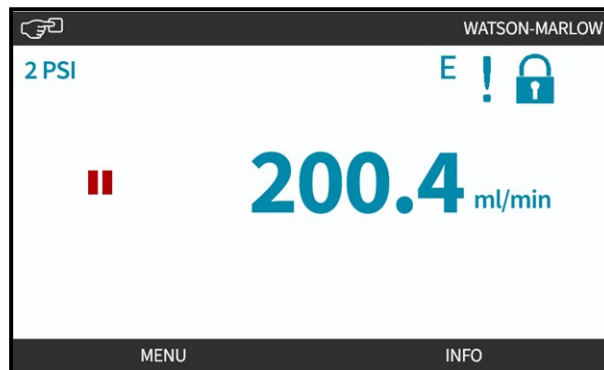 WATSON-MARLOW
2 PSI
E !
200.4 ml/min
MENU INFO